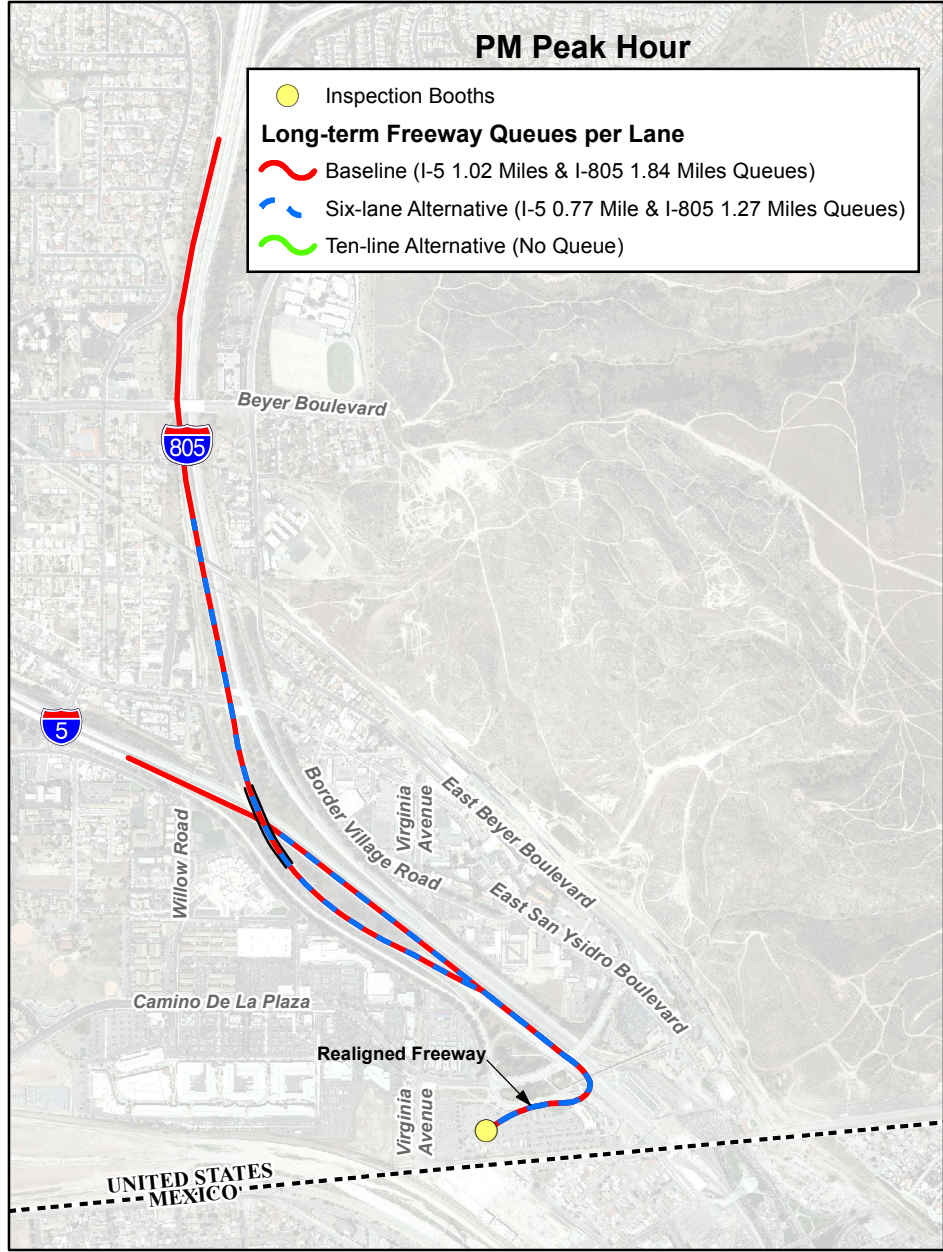 PM Peak Hour
Inspection Booths
Long-term Freeway Queues per Lane
Baseline (I-5 1.02 Miles & I-805 1.84 Miles Queues)
Six-lane Alternative (I-5 0.77 Mile & I-805 1.27 Miles Queues)
Ten-line Alternative (No Queue)
Beyer Boulevard
805
5
Willow Road
Border Village Road
Virginia
Avenue
East Beyer Boulevard
East San Ysidro Boulevard
Camino De La Plaza
Realigned Freeway
Virginia
Avenue
UNITED STATES
MEXICO